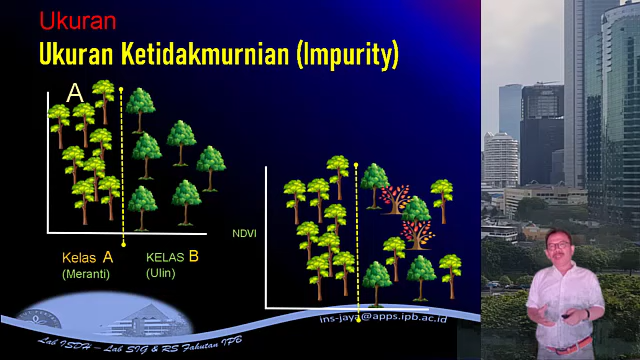 Ukuran
Ukuran Ketidakmurnian (Impurity)
A
NDVI
Kelas A
(Meranti)
KELAS B
(Ulin)
ins-jaya@apps.ipb.ac.id
Lab ISDH – Lab SIG & RS Fahutan IPB